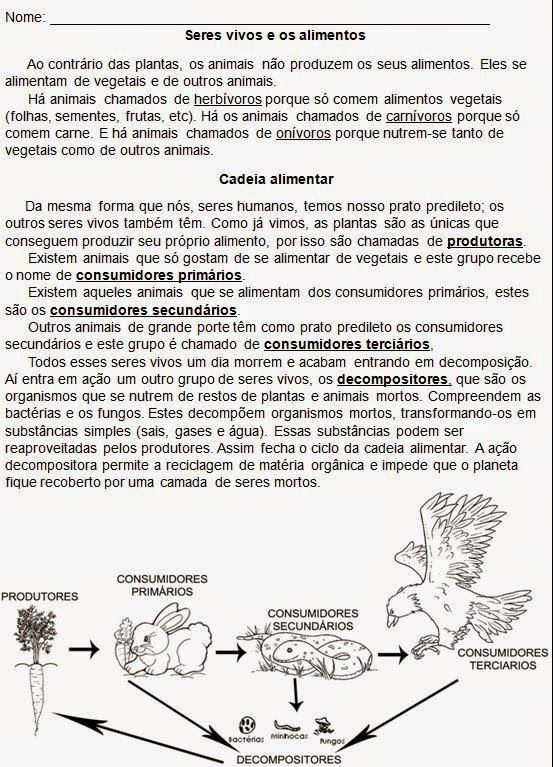 Nome:
Seres vivos e os alimentos
Ao contrário das plantas, os animais não produzem os seus alimentos. Eles se
alimentam de vegetais e de outros animais.
Há animais chamados de herbívoros porque só comem alimentos vegetais
(folhas, sementes, frutas, etc). Há os animais chamados de carnívoros porque só
comem carne. E há animais chamados de onívoros porque nutrem-se tanto de
vegetais como de outros animais.
Cadeia alimentar
Da mesma forma que nós, seres humanos, temos nosso prato predileto; os
outros seres vivos também têm. Como já vimos, as plantas são as únicas que
conseguem produzir seu próprio alimento, por isso são chamadas de produtoras.
Existem animais que só gostam de se alimentar de vegetais e este grupo recebe
o nome de consumidores primários.
Existem aqueles animais que se alimentam dos consumidores primários, estes
são os consumidores secundários.
Outros animais de grande porte têm como prato predileto os consumidores
secundários e este grupo é chamado de consumidores terciários,
Todos esses seres vivos um dia morrem e acabam entrando em decomposição.
Aí entra em ação um outro grupo de seres vivos, os decompositores, que são os
organismos que se nutrem de restos de plantas e animais mortos. Compreendem as
bactérias e os fungos. Estes decompõem organismos mortos, transformando-os em
substâncias simples (sais, gases e água). Essas substâncias podem ser
reaproveitadas pelos produtores. Assim fecha o ciclo da cadeia alimentar. A ação
decompositora permite a reciclagem de matéria orgânica e impede que o planeta
fique recoberto por uma camada de seres mortos.
PRODUTORES
CONSUMIDORES
PRIMÁRIOS
CONSUMIDORES
SECUNDÁRIOS
CONSUMIDORES
TERCIARIOS
Bactérias
Minhocas
Fungos
DECOMPOSITORES